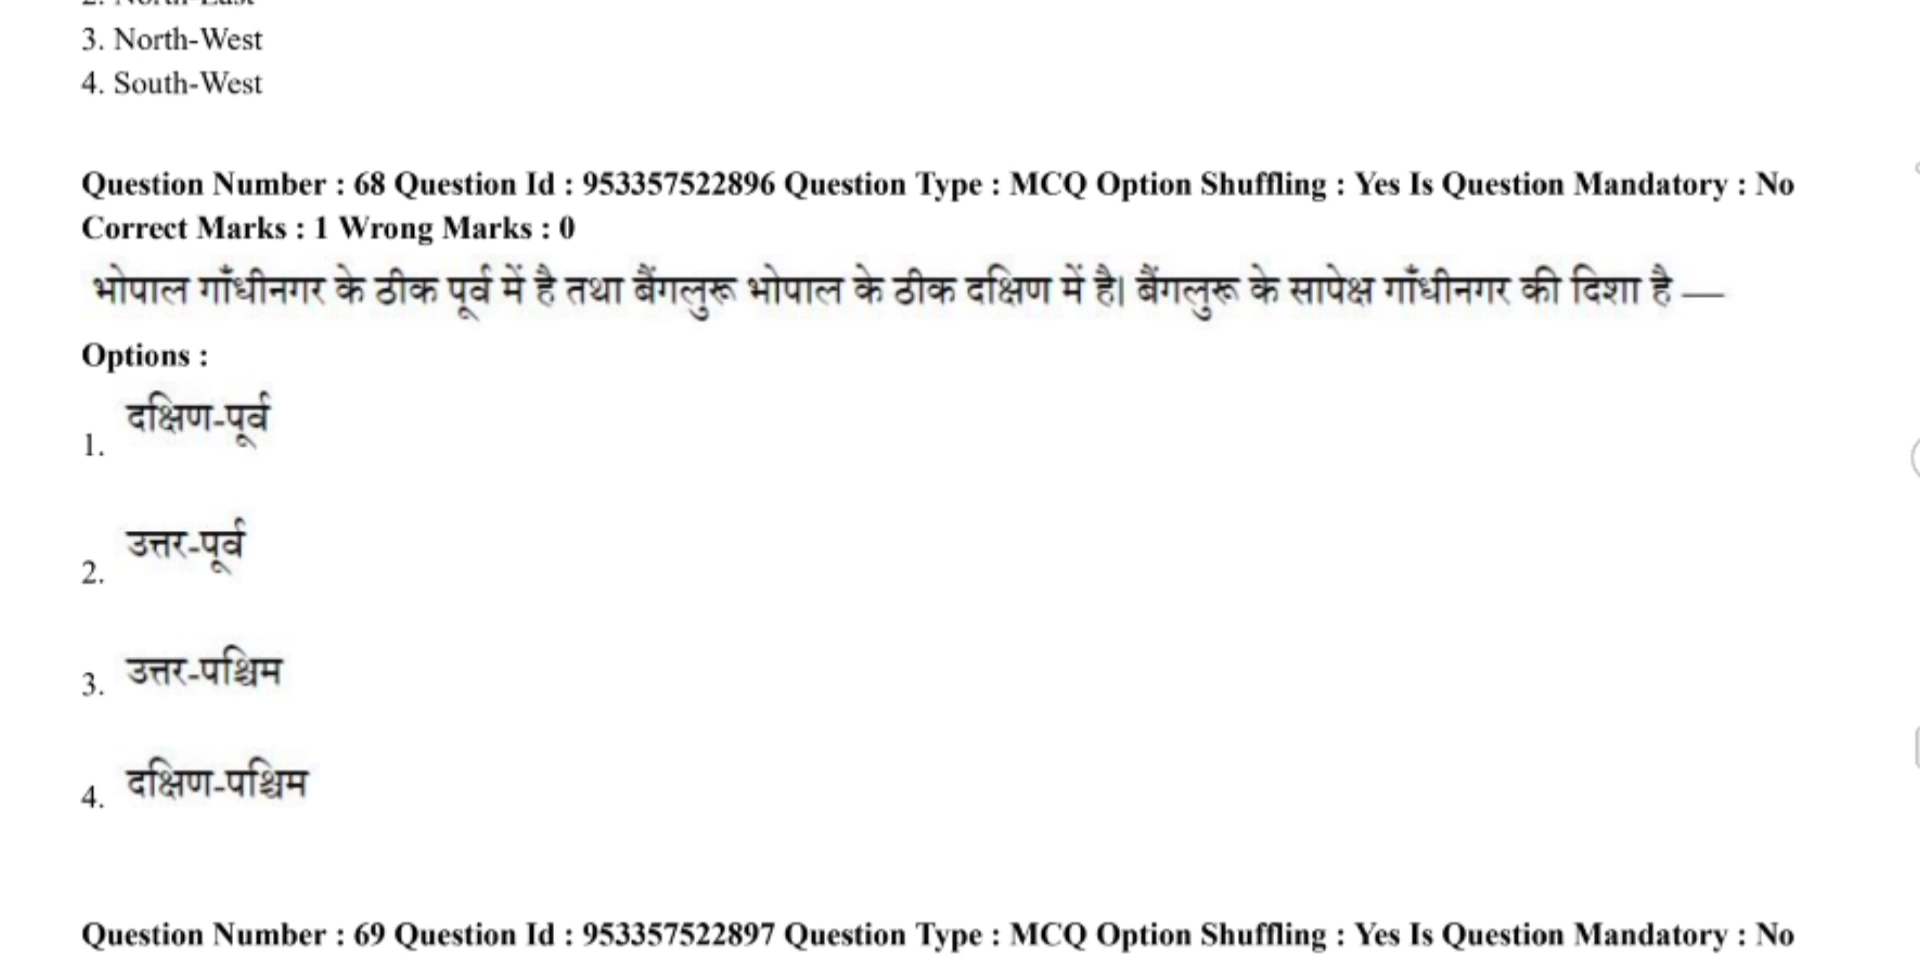 2. North-East
3. North-West
4. South-West
Question Number : 68 Question Id : 953357522896 Question Type : MCQ Option Shuffling : Yes Is Question Mandatory : No
Correct Marks : 1 Wrong Marks : 0
भोपाल गाँधीनगर के ठीक पूर्व में है तथा बैंगलुरू भोपाल के ठीक दक्षिण में है। बैंगलुरू के सापेक्ष गाँधीनगर की दिशा है —
Options :
1. दक्षिण-पूर्व
2. उत्तर-पूर्व
3. उत्तर-पश्चिम
4. दक्षिण-पश्चिम
Question Number : 69 Question Id : 953357522897 Question Type : MCQ Option Shuffling : Yes Is Question Mandatory : No